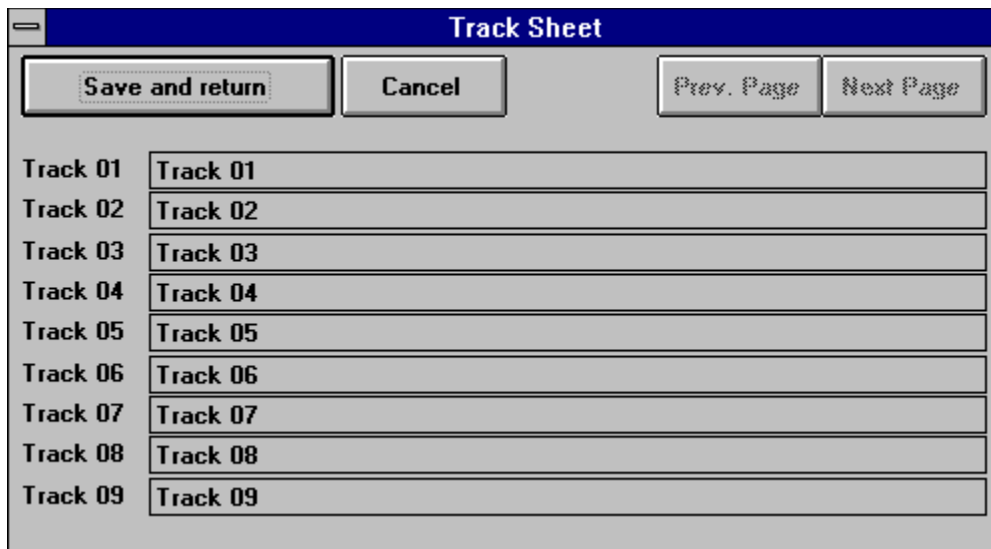 Track Sheet
Save and return Cancel Prev. Page Next Page
Track 01 Track 01
Track 02 Track 02
Track 03 Track 03
Track 04 Track 04
Track 05 Track 05
Track 06 Track 06
Track 07 Track 07
Track 08 Track 08
Track 09 Track 09